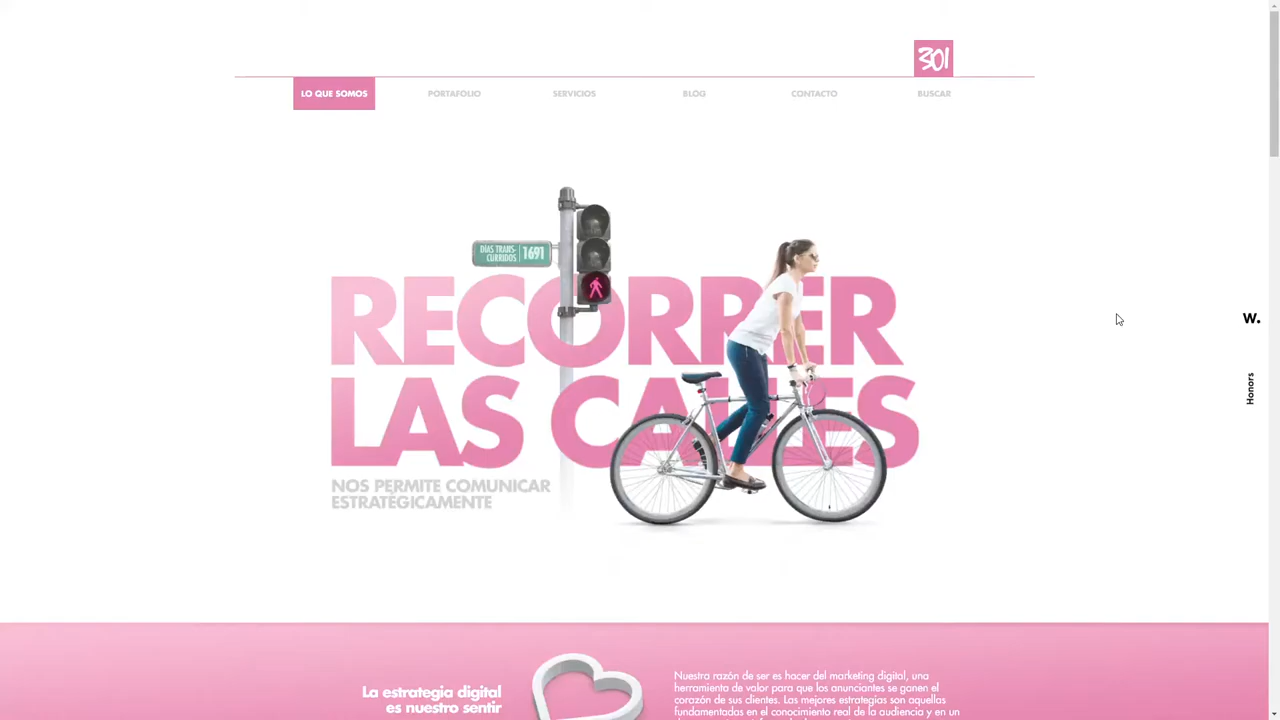 301
LO QUE SOMOS
PORTAFOLIO
SERVICIOS
BLOG
CONTACTO
BUSCAR
DÍAS TRANS-
CURRIDOS
1691
RECORRER
LAS CALLES
NOS PERMITE COMUNICAR
ESTRATÉGICAMENTE
W.
Honors
La estrategia digital
es nuestro sentir
Nuestra razón de ser es hacer del marketing digital, una
herramienta de valor para que los anunciantes se ganen el
corazón de sus clientes. Las mejores estrategias son aquellas
fundamentadas en el conocimiento real de la audiencia y en un